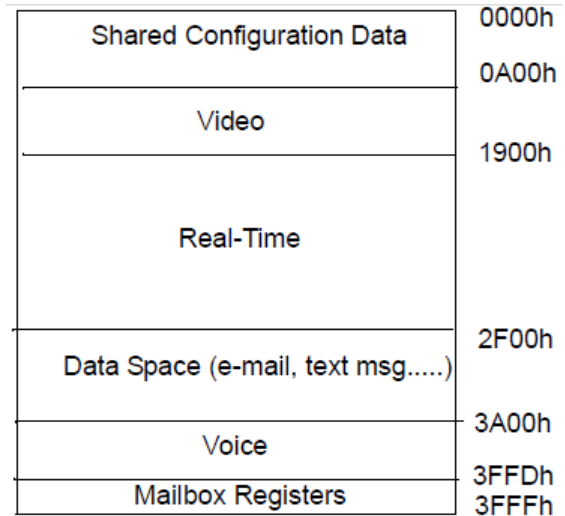 Shared Configuration Data
0000h
0A00h
Video
1900h
Real-Time
2F00h
Data Space (e-mail, text msg.....)
3A00h
Voice
3FFDh
Mailbox Registers
3FFFh